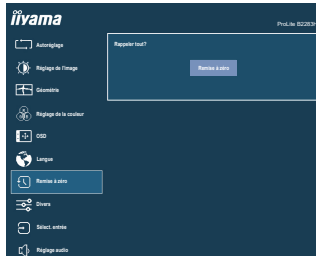 iiyama
ProLite B2283H
Autoréglage
Rappeler tout?
Réglage de l'image
Remise à zéro
Géométrie
Réglage de la couleur
OSD
Langue
Remise à zéro
Divers
Sélect. entrée
Réglage audio